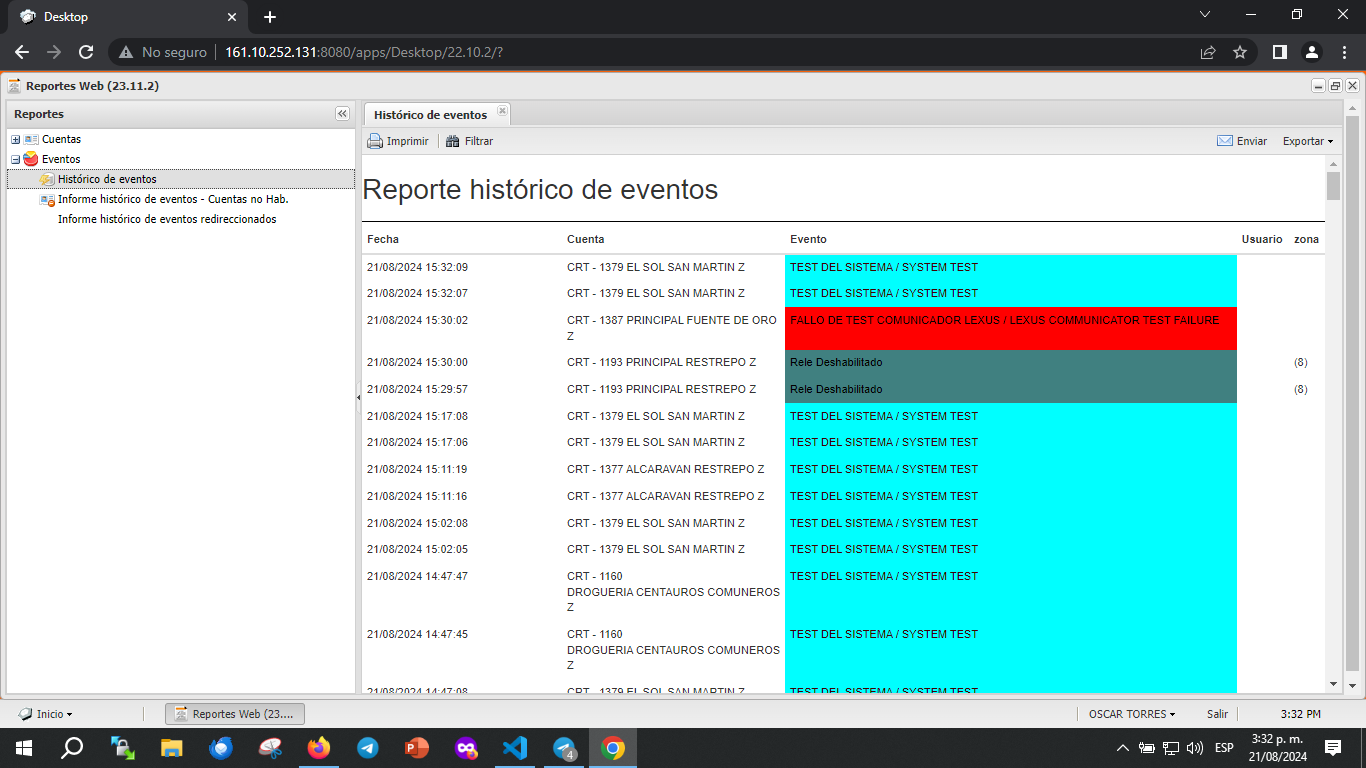 Desktop
No seguro
161.10.252.131:8080/apps/Desktop/22.10.2/?
Reportes Web (23.11.2)
Reportes
Cuentas
Eventos
Histórico de eventos
Informe histórico de eventos - Cuentas no Hab.
Informe histórico de eventos redireccionados
Histórico de eventos
Imprimir Filtrar Enviar Exportar
Reporte histórico de eventos
Fecha Cuenta Evento Usuario zona
21/08/2024 15:32:09 CRT - 1379 EL SOL SAN MARTIN Z TEST DEL SISTEMA / SYSTEM TEST
21/08/2024 15:32:07 CRT - 1379 EL SOL SAN MARTIN Z TEST DEL SISTEMA / SYSTEM TEST
21/08/2024 15:30:02 CRT - 1387 PRINCIPAL FUENTE DE ORO FALLO DE TEST COMUNICADOR LEXUS / LEXUS COMMUNICATOR TEST FAILURE
Z
21/08/2024 15:30:00 CRT - 1193 PRINCIPAL RESTREPO Z Rele Deshabilitado (8)
21/08/2024 15:29:57 CRT - 1193 PRINCIPAL RESTREPO Z Rele Deshabilitado (8)
21/08/2024 15:17:08 CRT - 1379 EL SOL SAN MARTIN Z TEST DEL SISTEMA / SYSTEM TEST
21/08/2024 15:17:06 CRT - 1379 EL SOL SAN MARTIN Z TEST DEL SISTEMA / SYSTEM TEST
21/08/2024 15:11:19 CRT - 1377 ALCARAVAN RESTREPO Z TEST DEL SISTEMA / SYSTEM TEST
21/08/2024 15:11:16 CRT - 1377 ALCARAVAN RESTREPO Z TEST DEL SISTEMA / SYSTEM TEST
21/08/2024 15:02:08 CRT - 1379 EL SOL SAN MARTIN Z TEST DEL SISTEMA / SYSTEM TEST
21/08/2024 15:02:05 CRT - 1379 EL SOL SAN MARTIN Z TEST DEL SISTEMA / SYSTEM TEST
21/08/2024 14:47:47 CRT - 1160 TEST DEL SISTEMA / SYSTEM TEST
DROGUERIA CENTAUROS COMUNEROS
Z
21/08/2024 14:47:45 CRT - 1160 TEST DEL SISTEMA / SYSTEM TEST
DROGUERIA CENTAUROS COMUNEROS
Z
21/08/2024 14:47:08 CRT - 1379 EL SOL SAN MARTIN Z TEST DEL SISTEMA / SYSTEM TEST
Inicio Reportes Web (23.... OSCAR TORRES Salir 3:32 PM
4 ESP 3:32 p. m.
21/08/2024